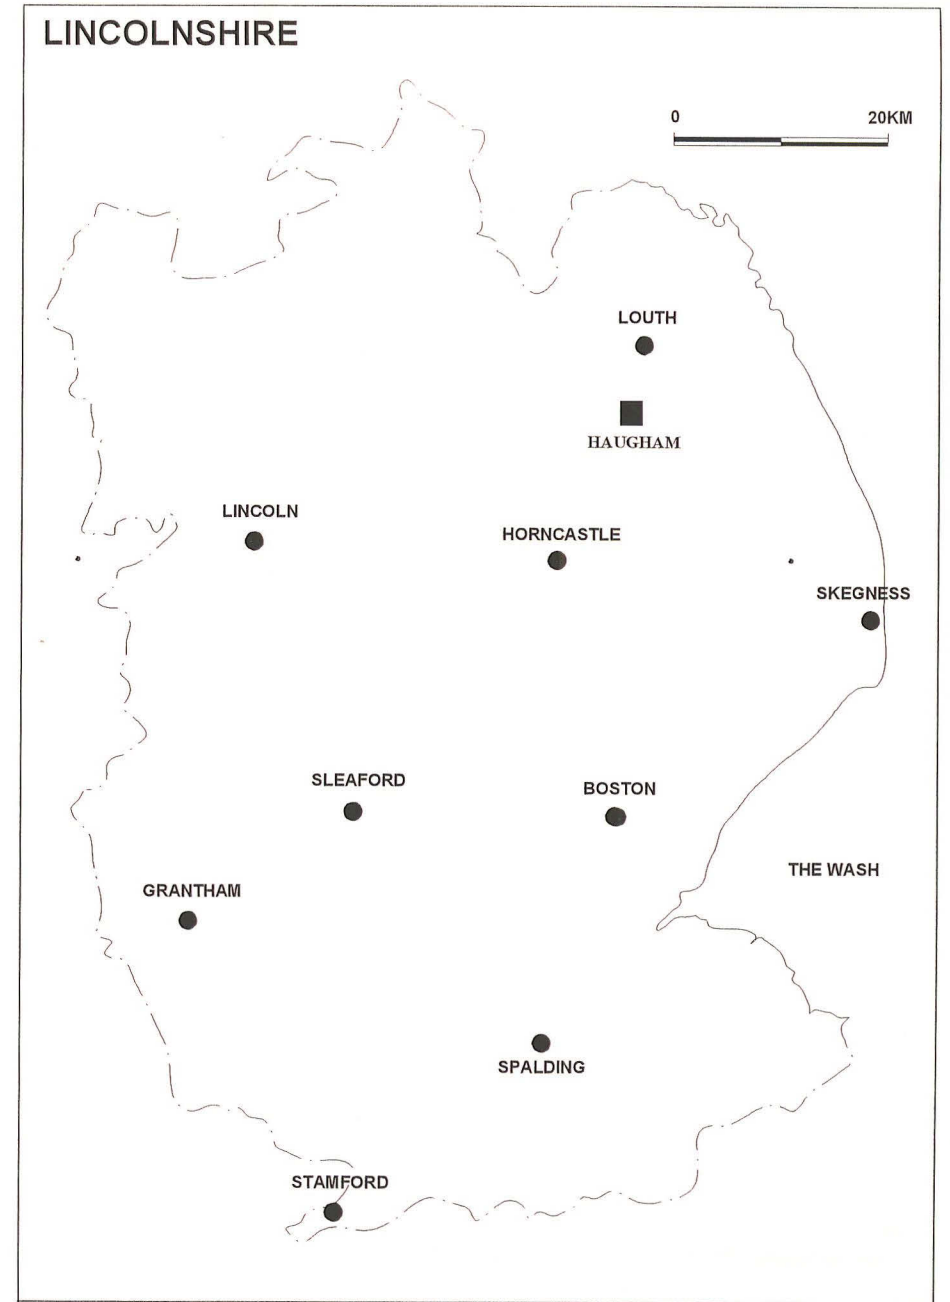 LINCOLNSHIRE
0 20KM
LOUTH
HAUGHAM
LINCOLN
HORNCASTLE
SKEGNESS
SLEAFORD
BOSTON
THE WASH
GRANTHAM
SPALDING
STAMFORD